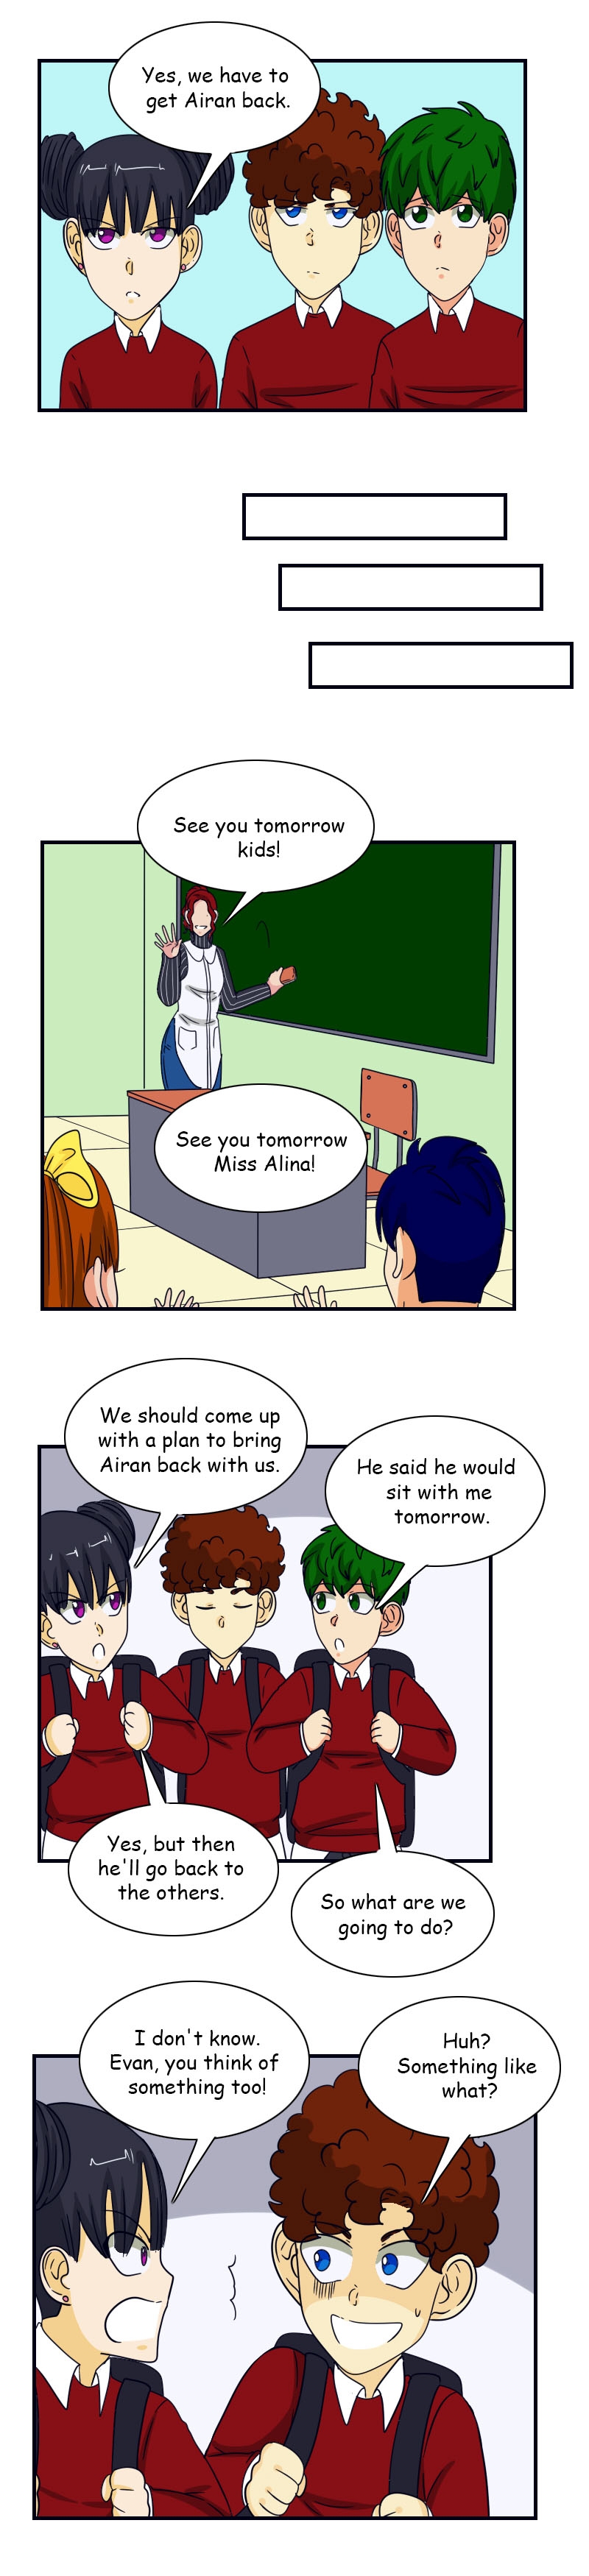 Yes, we have to
get Airan back.
See you tomorrow
kids!
See you tomorrow
Miss Alina!
We should come up
with a plan to bring
Airan back with us.
He said he would
sit with me
tomorrow.
Yes, but then
he'll go back to
the others.
So what are we
going to do?
I don't know.
Evan, you think of
something too!
Huh?
Something like
what?